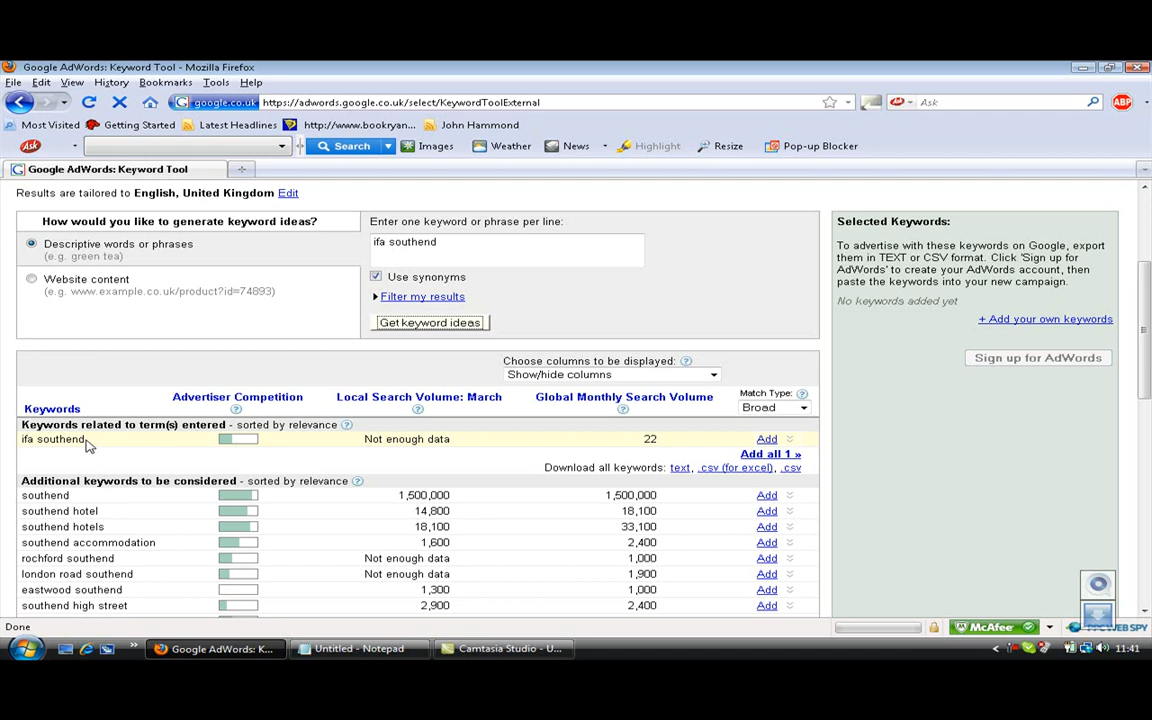 Google AdWords: Keyword Tool - Mozilla Firefox
File Edit View History Bookmarks Tools Help
google.co.uk https://adwords.google.co.uk/select/KeywordToolExternal Ask ABP
Most Visited Getting Started Latest Headlines http://www.bookryan... John Hammond
Ask Search Images Weather News Highlight Resize Pop-up Blocker
Google AdWords: Keyword Tool
Results are tailored to English, United Kingdom Edit
How would you like to generate keyword ideas?
Descriptive words or phrases
(e.g. green tea)
Website content
(e.g. www.example.co.uk/product?id=74893)
Enter one keyword or phrase per line:
ifa southend
Use synonyms
Filter my results
Get keyword ideas
Selected Keywords:
To advertise with these keywords on Google, export
them in TEXT or CSV format. Click 'Sign up for
AdWords' to create your AdWords account, then
paste the keywords into your new campaign.
No keywords added yet
+ Add your own keywords
Sign up for AdWords
Choose columns to be displayed: ?
Show/hide columns
Keywords Advertiser Competition ? Local Search Volume: March ? Global Monthly Search Volume ? Match Type: ? Broad
Keywords related to term(s) entered - sorted by relevance ?
ifa southend Not enough data 22 Add
Add all 1 »
Download all keywords: text, .csv (for excel), .csv
Additional keywords to be considered - sorted by relevance ?
southend 1,500,000 1,500,000 Add
southend hotel 14,800 18,100 Add
southend hotels 18,100 33,100 Add
southend accommodation 1,600 2,400 Add
rochford southend Not enough data 1,000 Add
london road southend Not enough data 1,900 Add
eastwood southend 1,300 1,000 Add
southend high street 2,900 2,400 Add
Done McAfee WEB SPY
Google AdWords: K... Untitled - Notepad Camtasia Studio - U... 11:41